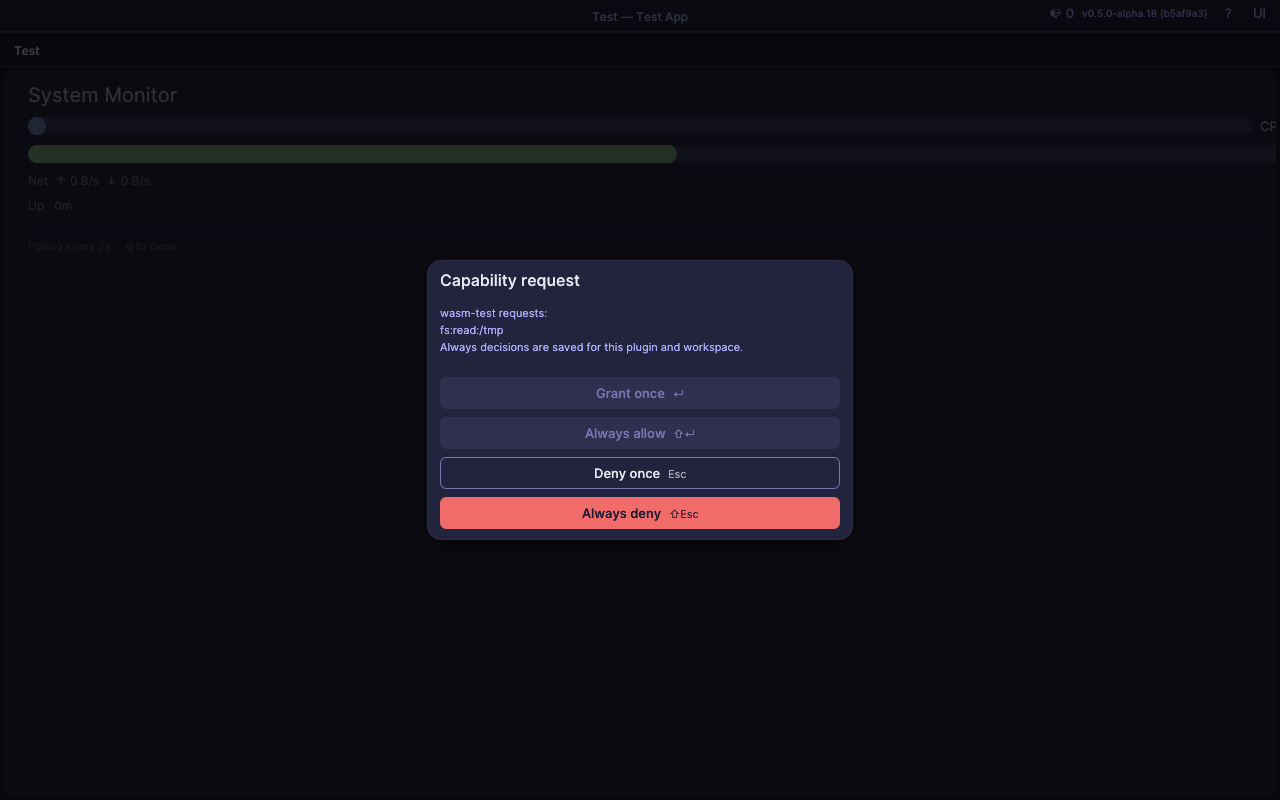 Test — Test App
0 v0.5.0-alpha.18 (b5af9a3) ? UI
Test
System Monitor
CP
Net ↑ 0 B/s ↓ 0 B/s
Up 0m
Polling every 2s q to close
Capability request
wasm-test requests:
fs:read:/tmp
Always decisions are saved for this plugin and workspace.
Grant once ↵
Always allow ⇧↵
Deny once Esc
Always deny ⇧Esc